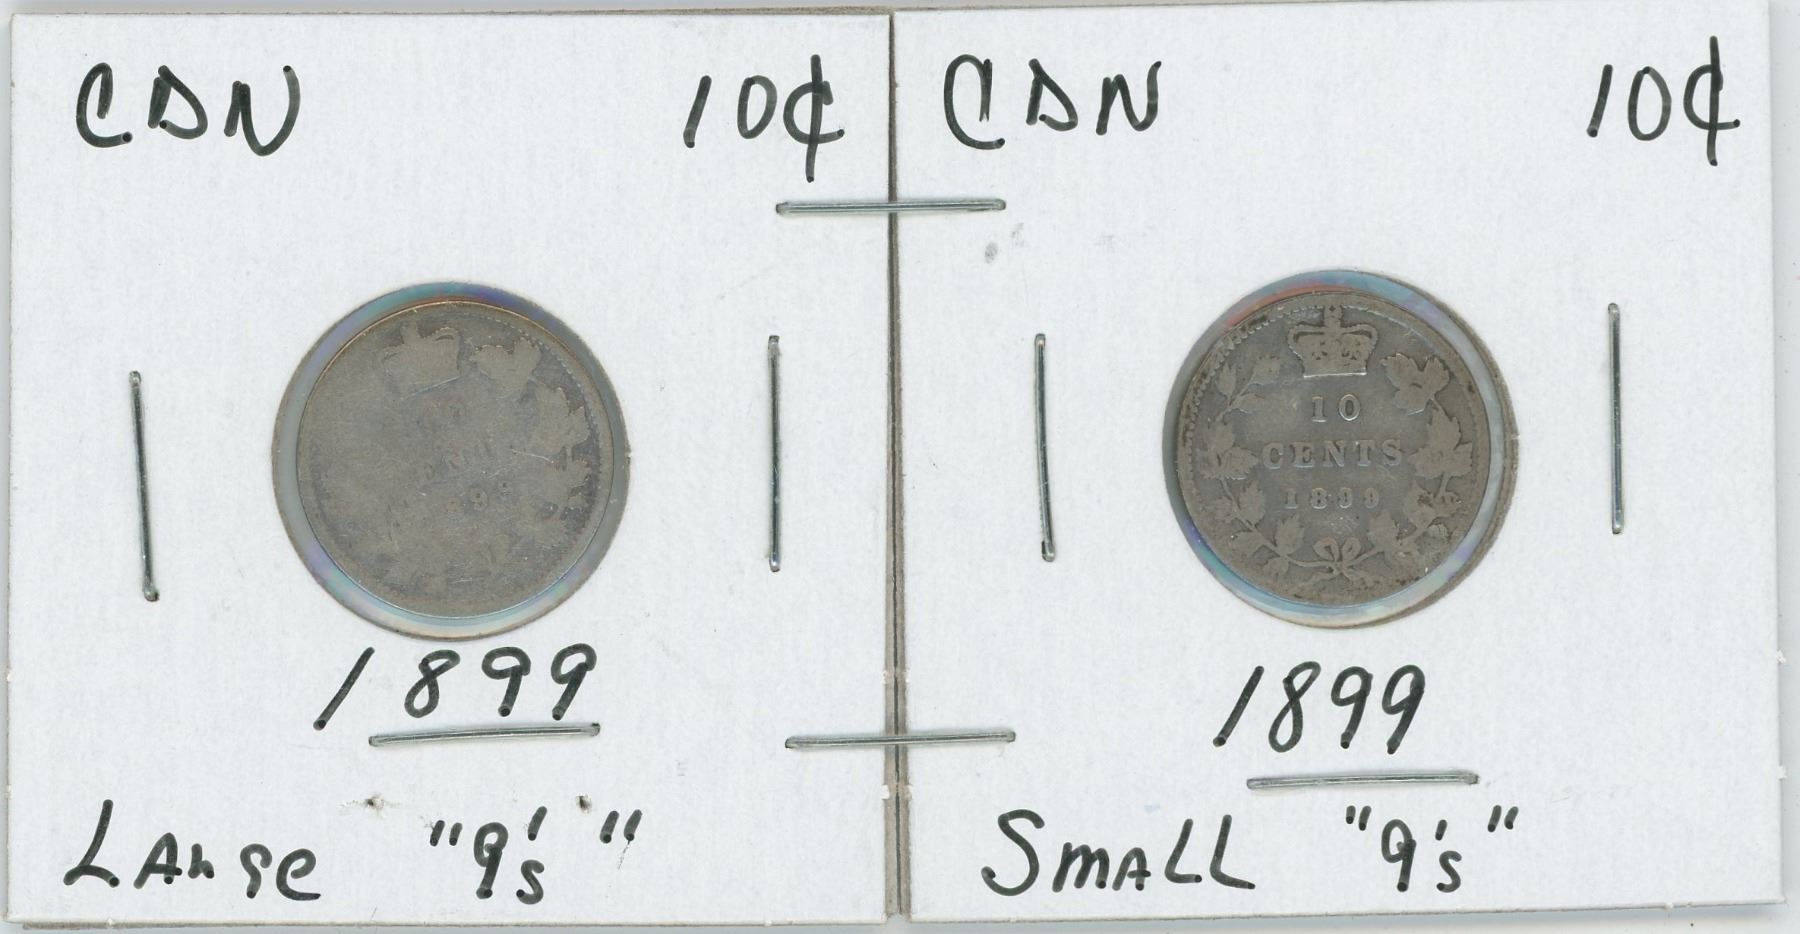 CDN 10¢
1899
Large "9's"
CDN 10¢
10
CENTS
1899
1899
Small "9's"